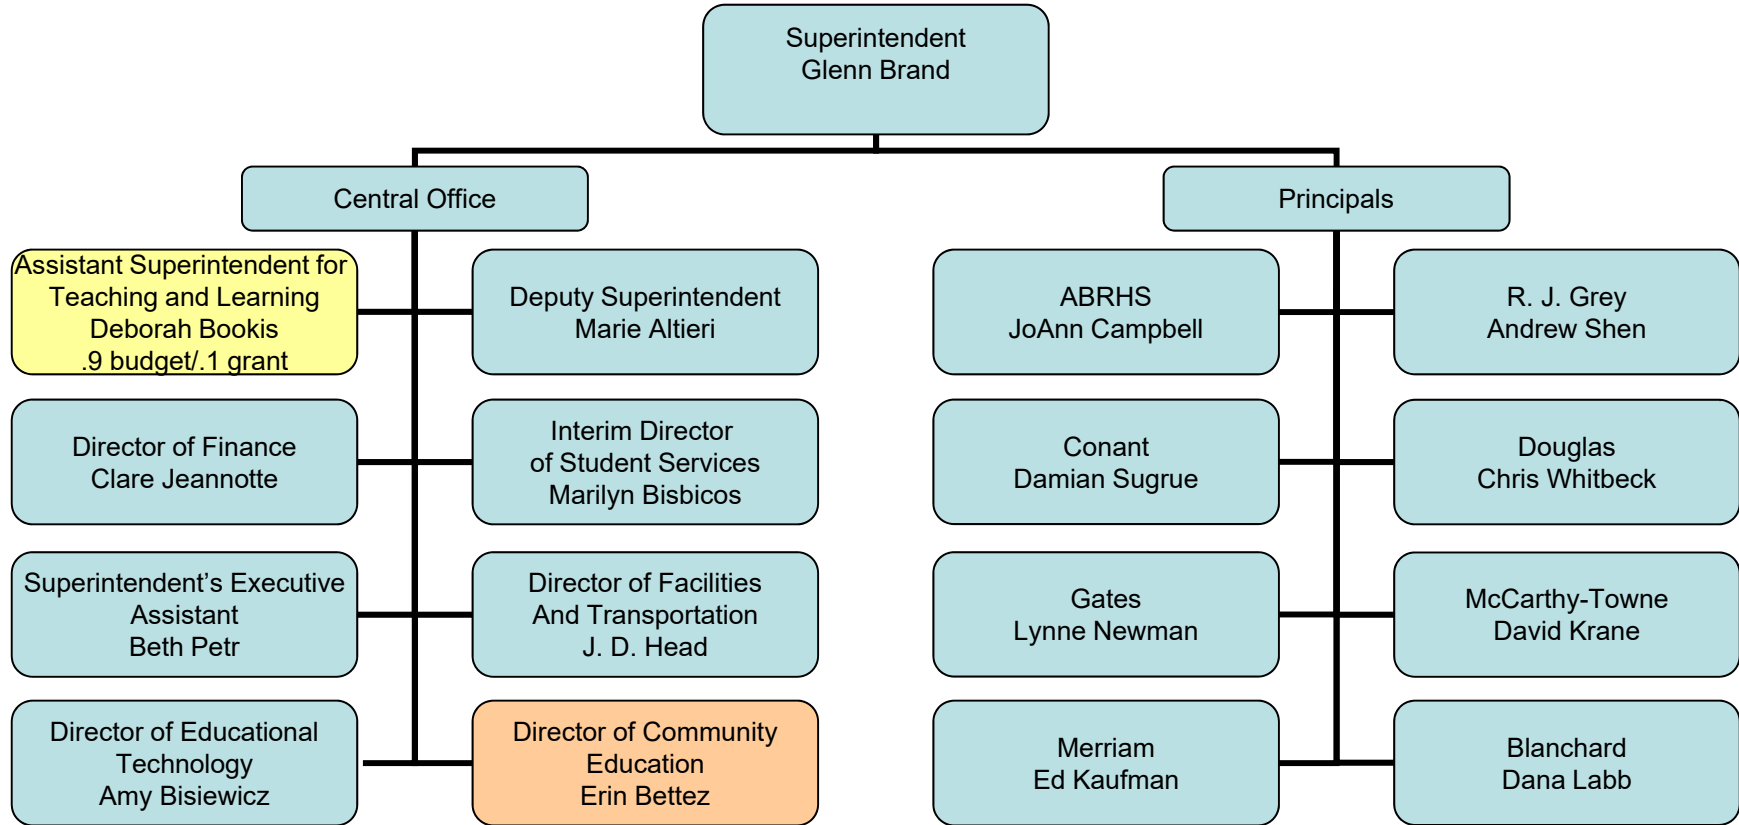 Superintendent
Glenn Brand
Central Office
Principals
Assistant Superintendent for
Teaching and Learning
Deborah Bookis
.9 budget/.1 grant
Deputy Superintendent
Marie Altieri
ABRHS
JoAnn Campbell
R. J. Grey
Andrew Shen
Director of Finance
Clare Jeannotte
Interim Director
of Student Services
Marilyn Bisbicos
Conant
Damian Sugrue
Douglas
Chris Whitbeck
Superintendent’s Executive
Assistant
Beth Petr
Director of Facilities
And Transportation
J. D. Head
Gates
Lynne Newman
McCarthy-Towne
David Krane
Director of Educational
Technology
Amy Bisiewicz
Director of Community
Education
Erin Bettez
Merriam
Ed Kaufman
Blanchard
Dana Labb